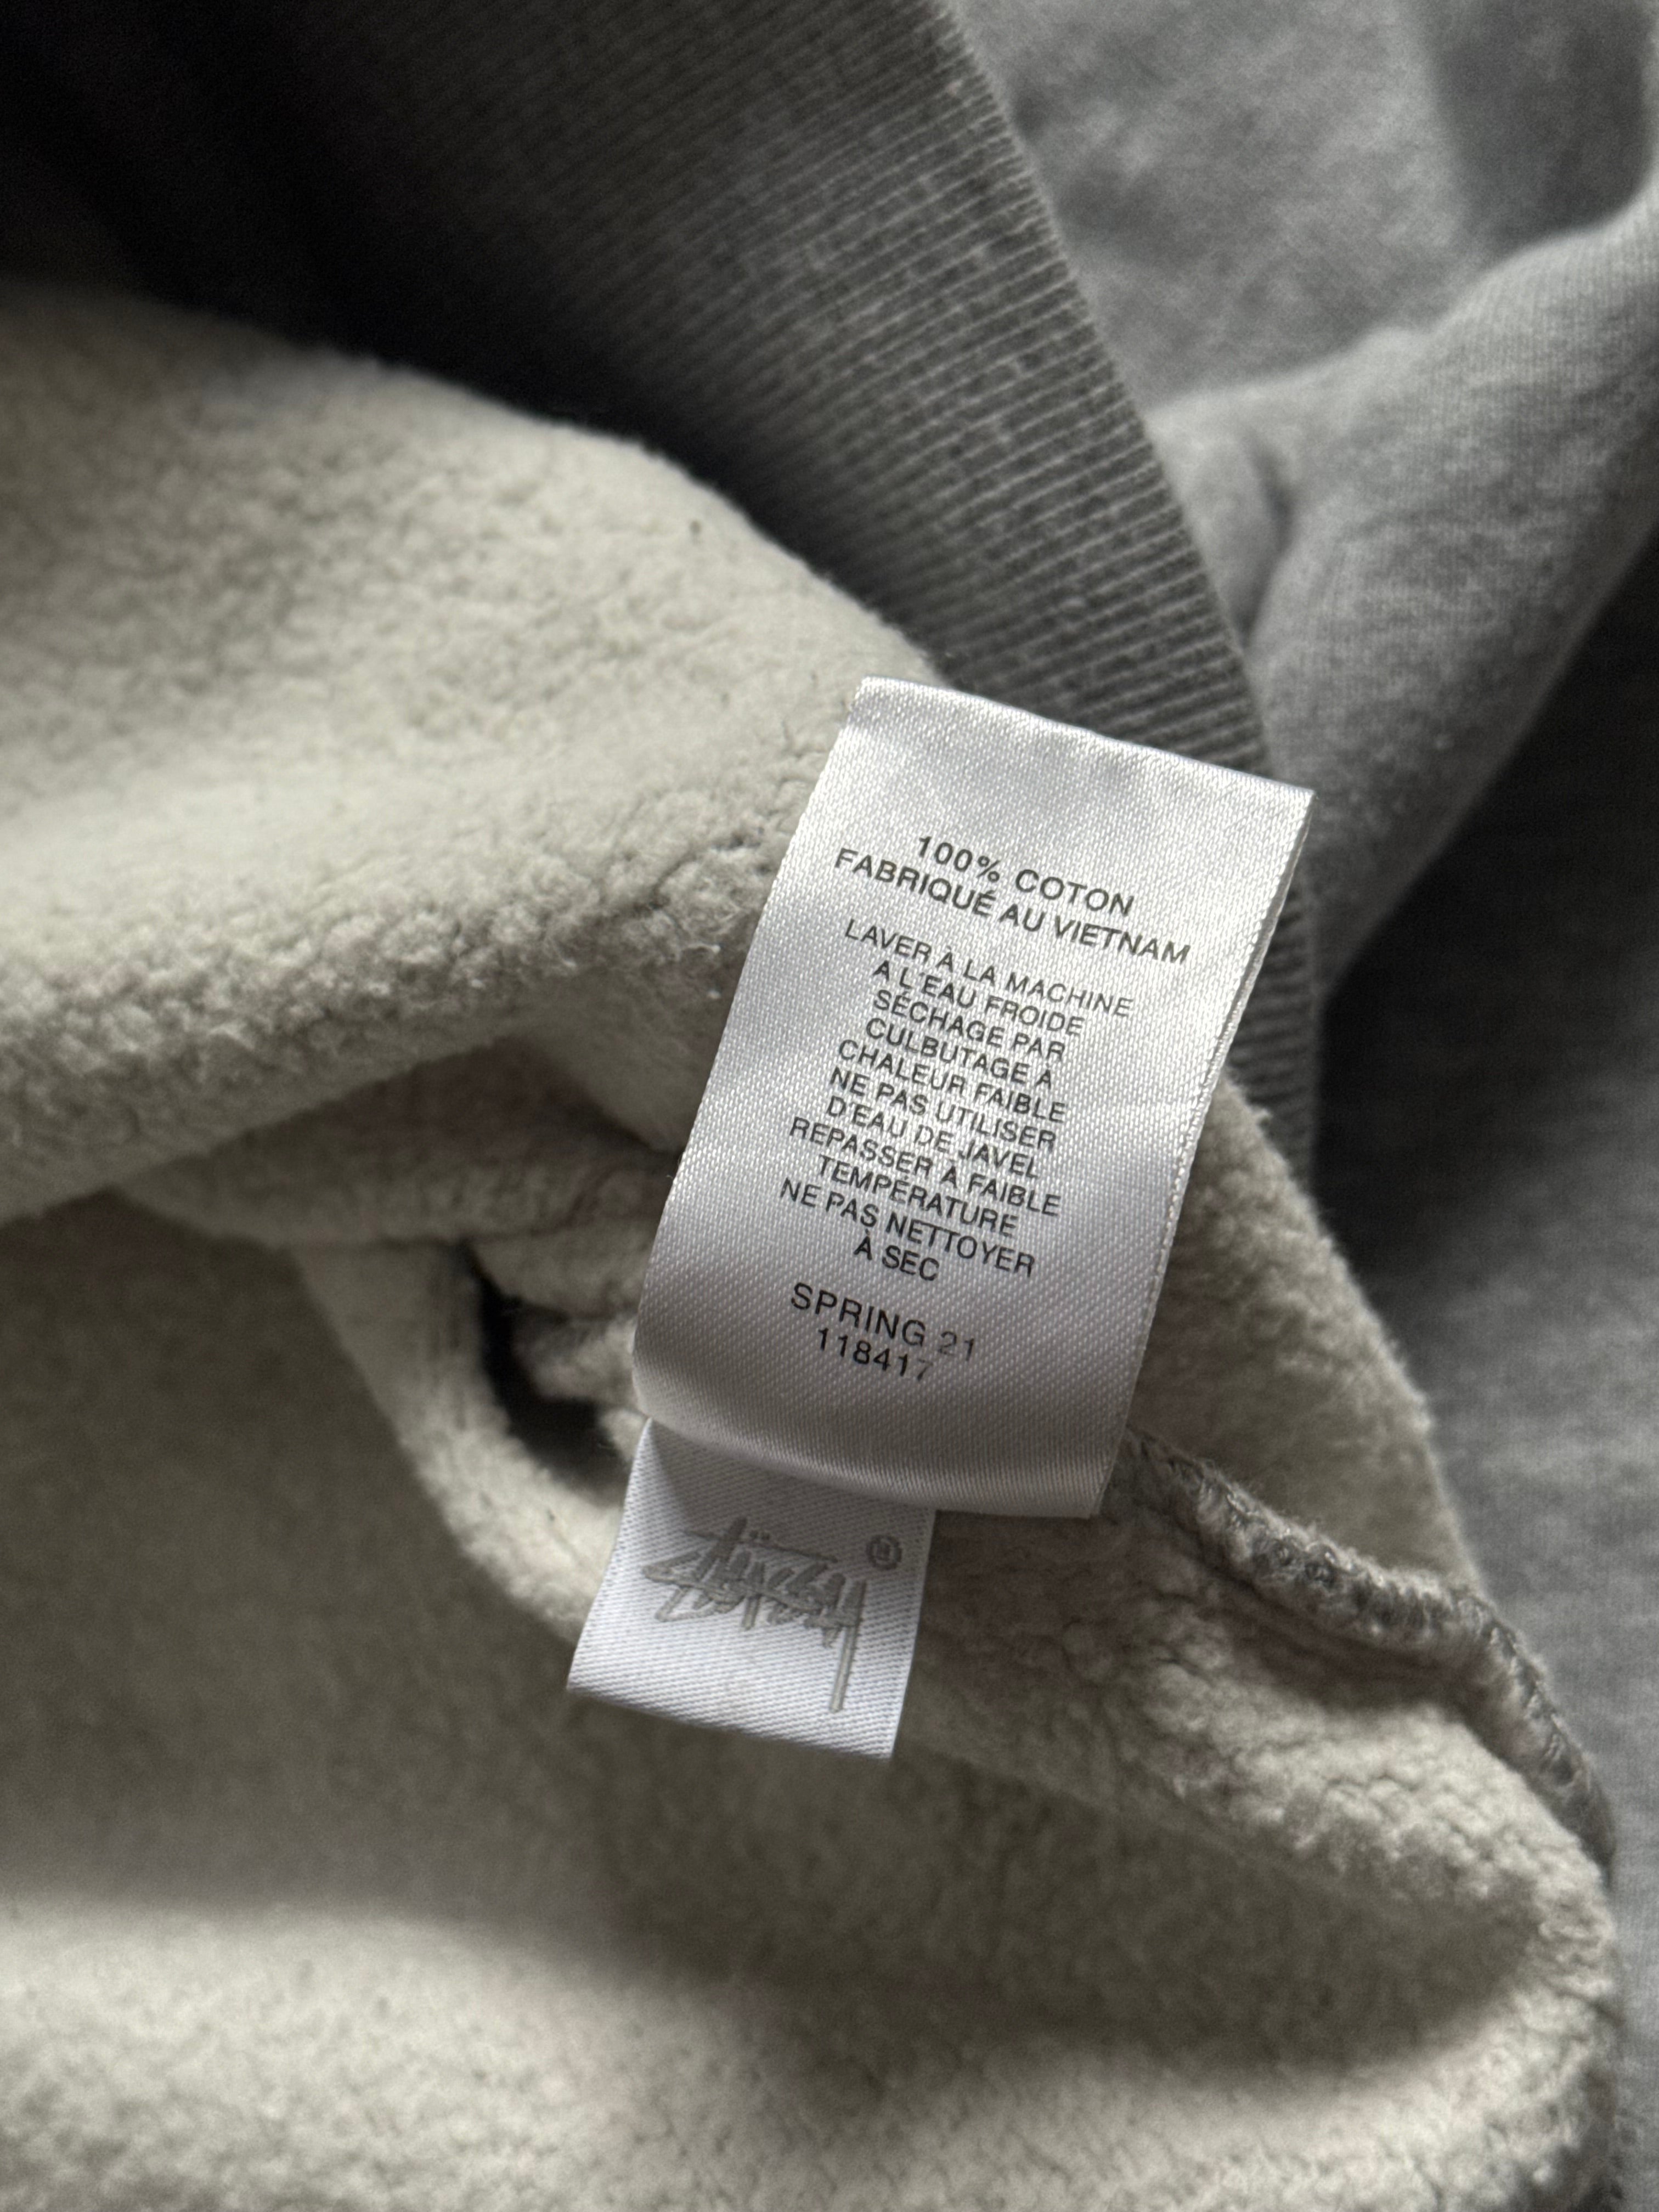 100% COTON
FABRIQUÉ AU VIETNAM
LAVER À LA MACHINE
A L'EAU FROIDE
SÉCHAGE PAR
CULBUTAGE À
CHALEUR FAIBLE
NE PAS UTILISER
D'EAU DE JAVEL
REPASSER À FAIBLE
TEMPÉRATURE
NE PAS NETTOYER
À SEC
SPRING 21
118417
Stüssy ®